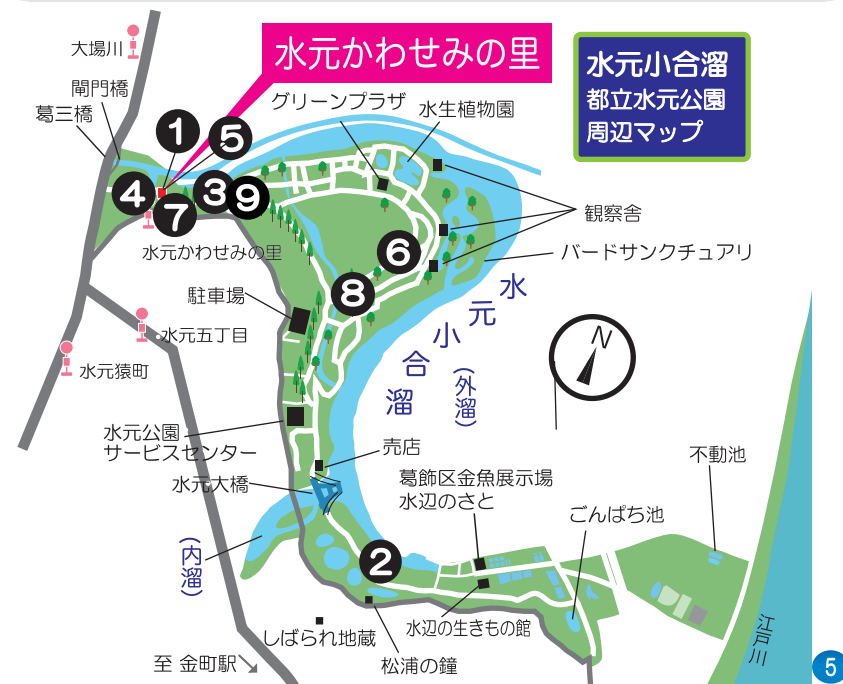 水元かわせみの里
水元小合溜
都立水元公園
周辺マップ
大場川
閘門橋
葛三橋
グリーンプラザ
水生植物園
1
5
4
7
3
9
水元かわせみの里
観察舎
バードサンクチュアリ
6
8
駐車場
水元五丁目
水元猿町
水元小合溜
(外溜)
N
水元公園
サービスセンター
売店
水元大橋
葛飾区金魚展示場
水辺のさと
ごんぱち池
不動池
(内溜)
2
しばられ地蔵
水辺の生きもの館
松浦の鐘
至 金町駅
江戸川
5